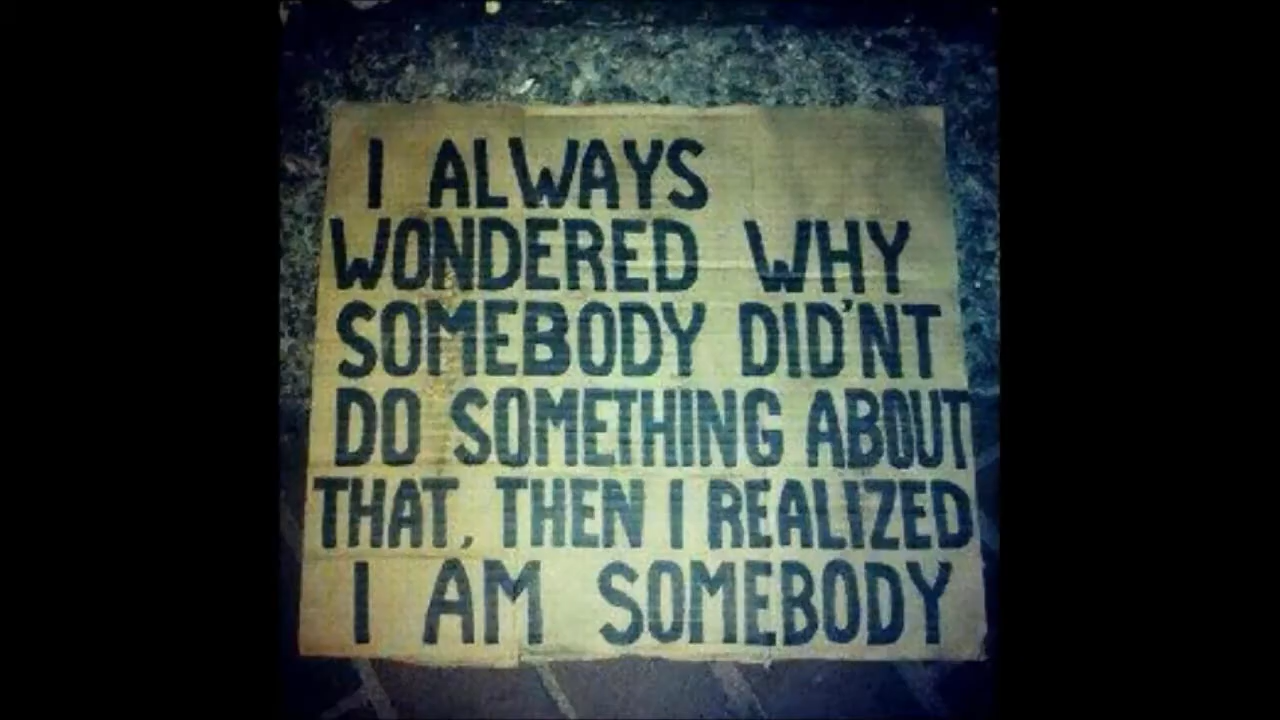 I ALWAYS
WONDERED WHY
SOMEBODY DID'NT
DO SOMETHING ABOUT
THAT, THEN I REALIZED
I AM SOMEBODY